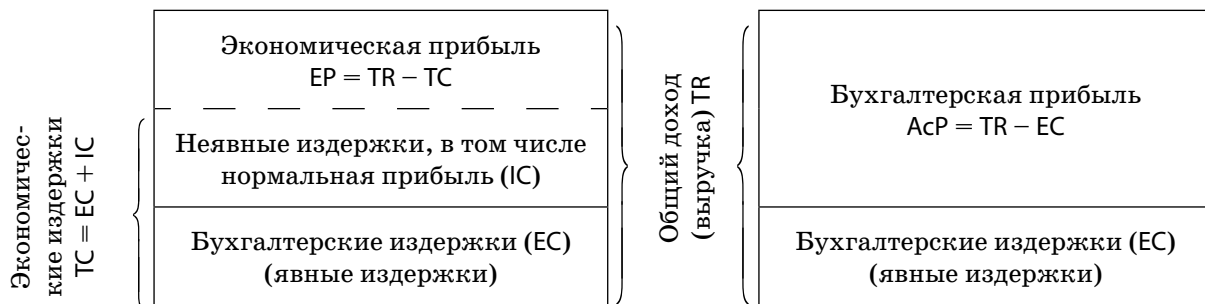 Экономичес-
кие издержки
TC = EC + IC
Экономическая прибыль
EP = TR – TC
Неявные издержки, в том числе
нормальная прибыль (IC)
Бухгалтерские издержки (EC)
(явные издержки)
Общий доход
(выручка) TR
Бухгалтерская прибыль
AcP = TR – EC
Бухгалтерские издержки (EC)
(явные издержки)